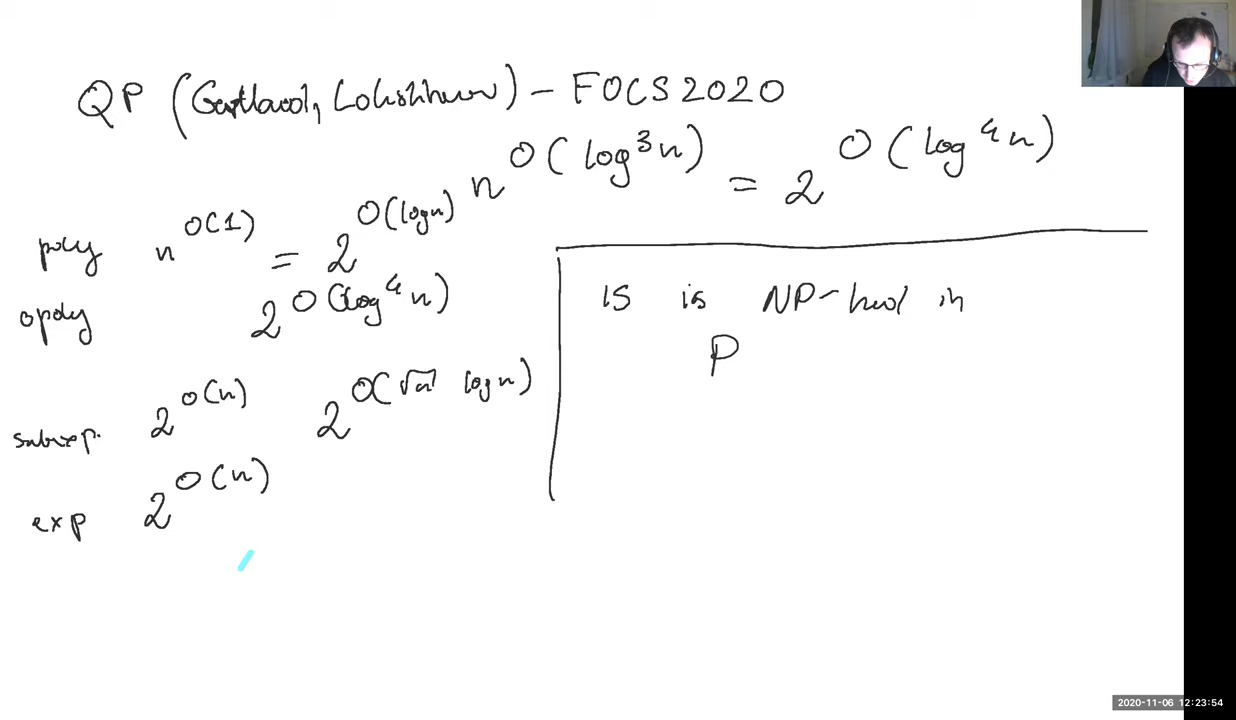 QP (Gartland, Lokshtanov) – FOCS 2020
n^O(log^3 n) = 2^O(log^4 n)
poly n^O(1) = 2^O(log n)
qpoly 2^O(log^4 n)
subexp. 2^o(n) 2^O(√n log n)
exp 2^O(n)
IS is NP-hard in
P
2020-11-06 12:23:54